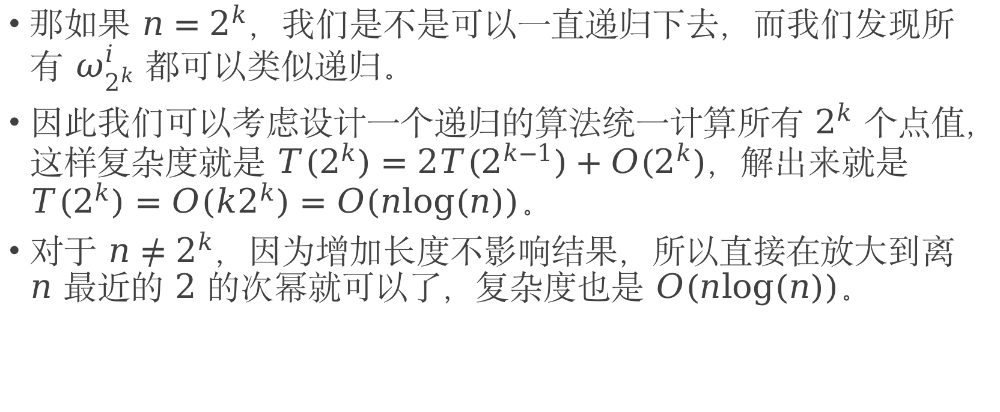 • 那如果 $n = 2^k$，我们是不是可以一直递归下去，而我们发现所
有 $\omega_{2^k}^i$ 都可以类似递归。
• 因此我们可以考虑设计一个递归的算法统一计算所有 $2^k$ 个点值，
这样复杂度就是 $T(2^k) = 2T(2^{k-1}) + O(2^k)$，解出来就是
$T(2^k) = O(k2^k) = O(n\log(n))$。
• 对于 $n \neq 2^k$，因为增加长度不影响结果，所以直接在放大到离
$n$ 最近的 2 的次幂就可以了，复杂度也是 $O(n\log(n))$。